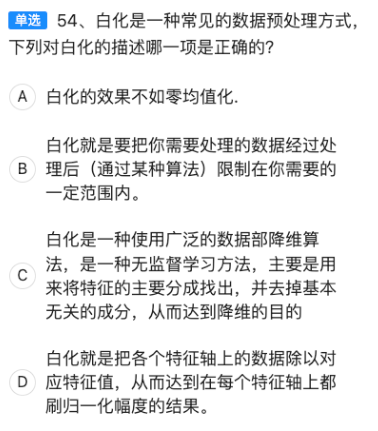 单选 54、白化是一种常见的数据预处理方式，
下列对白化的描述哪一项是正确的?
A 白化的效果不如零均值化.
白化就是要把你需要处理的数据经过处
B 理后（通过某种算法）限制在你需要的
一定范围内。
白化是一种使用广泛的数据部降维算
法，是一种无监督学习方法，主要是用
C 来将特征的主要分成找出，并去掉基本
无关的成分，从而达到降维的目的
白化就是把各个特征轴上的数据除以对
D 应特征值，从而达到在每个特征轴上都
刷归一化幅度的结果。